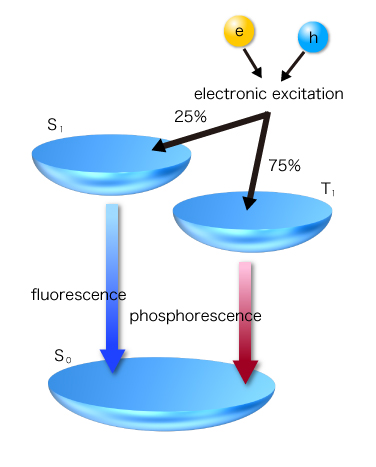 e
h
electronic excitation
25%
S₁
75%
T₁
fluorescence
phosphorescence
S₀